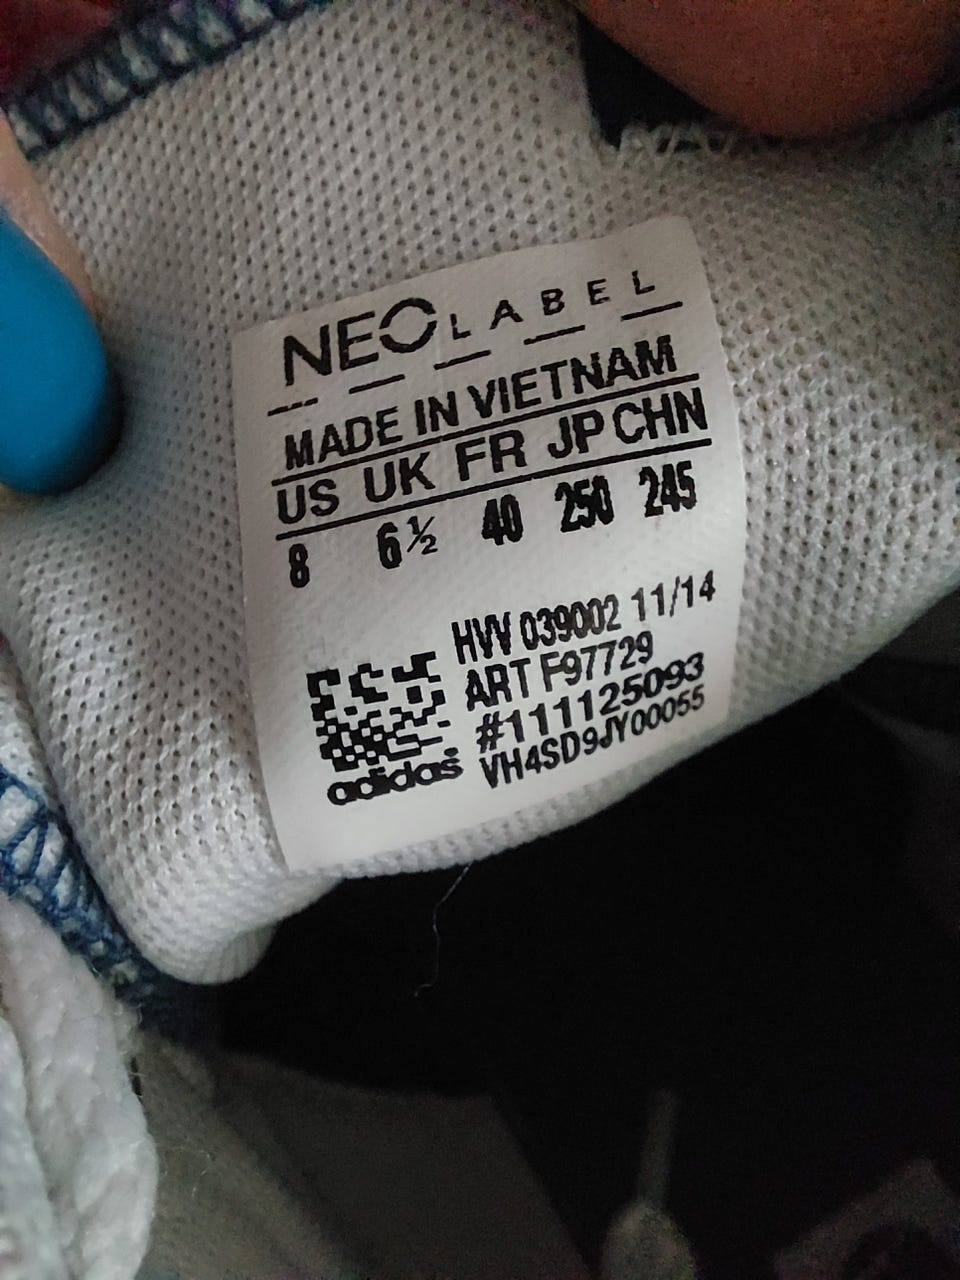 NEO LABEL
MADE IN VIETNAM
US UK FR JP CHN
8 6½ 40 250 245
HVV 039002 11/14
ART F97729
#111125093
VH4SD9JY00055
adidas